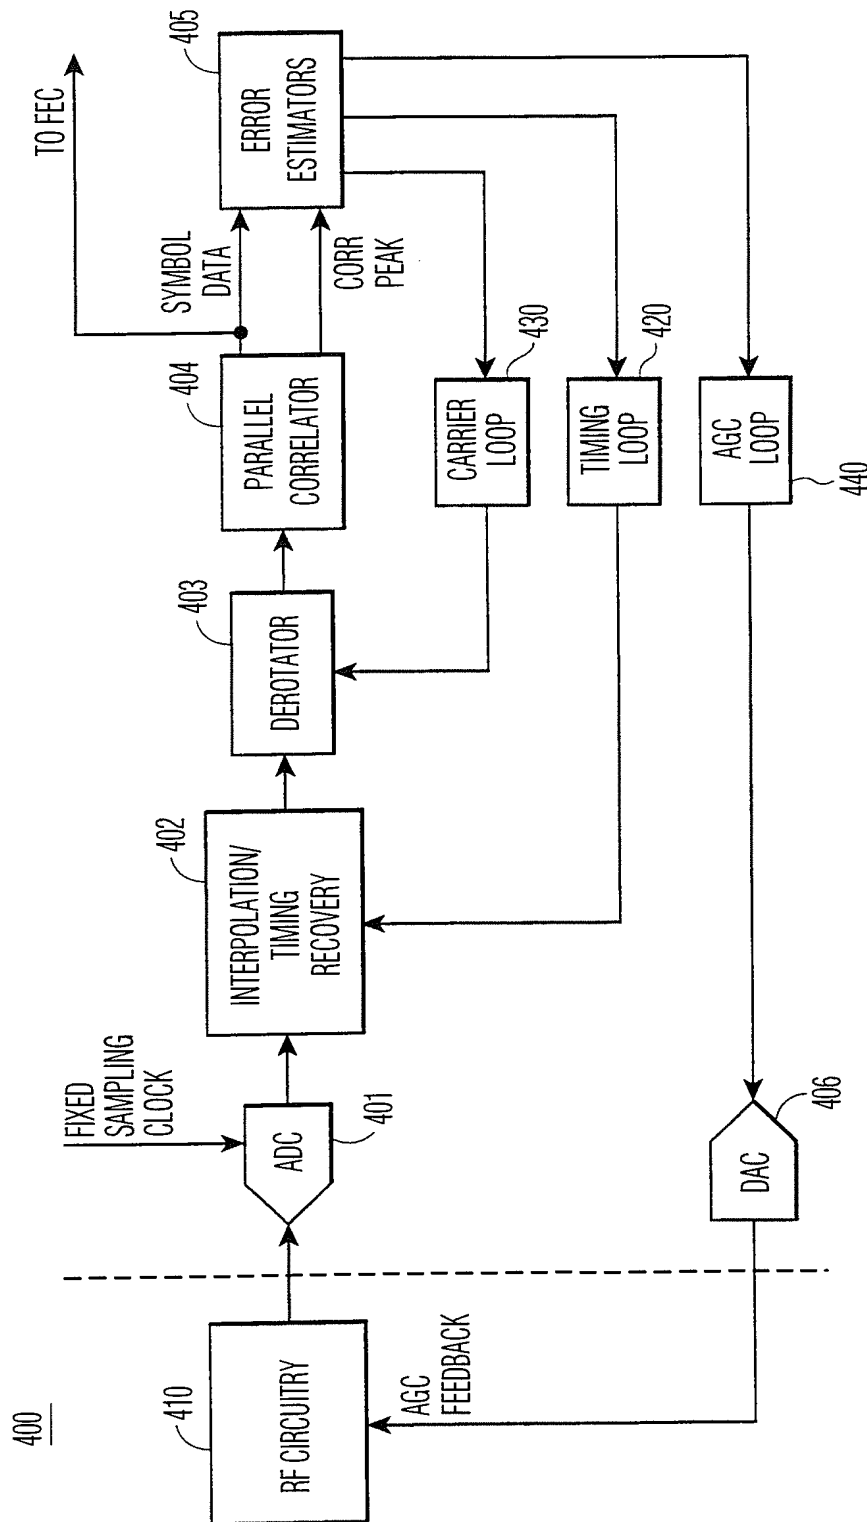 400
410
RF CIRCUITRY
AGC
FEEDBACK
FIXED
SAMPLING
CLOCK
ADC
401
402
INTERPOLATION/
TIMING
RECOVERY
403
DEROTATOR
404
PARALLEL
CORRELATOR
SYMBOL
DATA
CORR
PEAK
TO FEC
405
ERROR
ESTIMATORS
CARRIER
LOOP
430
TIMING
LOOP
420
AGC
LOOP
440
DAC
406